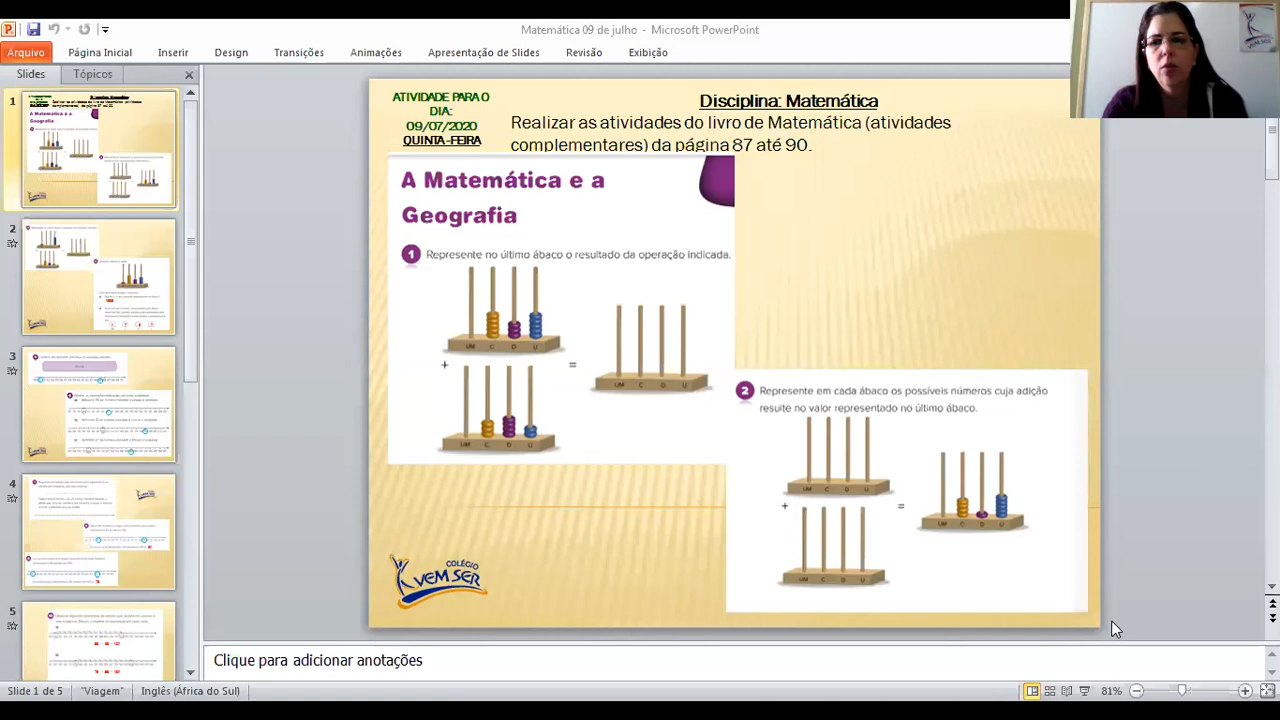 Matemática 09 de julho - Microsoft PowerPoint
Arquivo Página Inicial Inserir Design Transições Animações Apresentação de Slides Revisão Exibição
Slides Tópicos
1
2
3
4
5
ATIVIDADE PARA O
DIA:
09/07/2020
QUINTA-FEIRA
Disciplina: Matemática
Realizar as atividades do livro de Matemática (atividades
complementares) da página 87 até 90.
A Matemática e a
Geografia
1 Represente no último ábaco o resultado da operação indicada.
UM C D U
+ =
UM C D U
UM C D U
2 Represente em cada ábaco os possíveis números cuja adição
resulte no valor representado no último ábaco.
UM C D U
+ =
UM C D U
UM C D U
COLÉGIO
VEM SER
Clique para adicionar anotações
Slide 1 de 5 "Viagem" Inglês (África do Sul) 81%